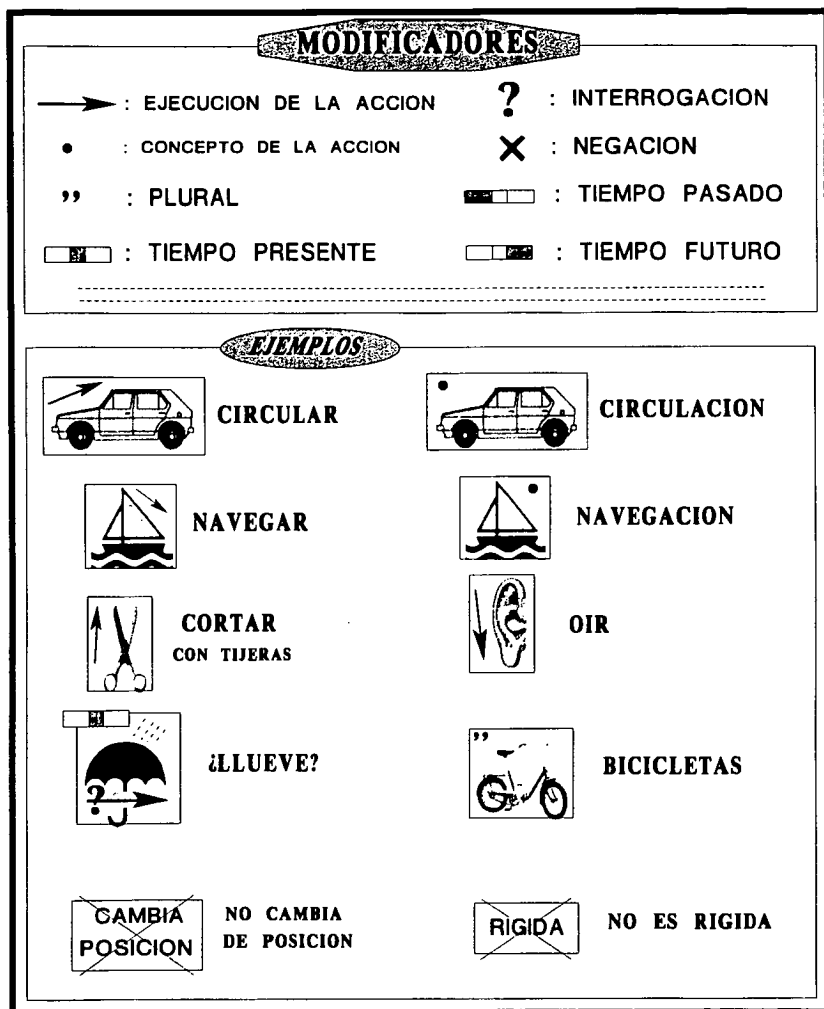 MODIFICADORES
: EJECUCION DE LA ACCION
? : INTERROGACION
• : CONCEPTO DE LA ACCION
✕ : NEGACION
” : PLURAL
: TIEMPO PASADO
: TIEMPO PRESENTE
: TIEMPO FUTURO
EJEMPLOS
CIRCULAR
CIRCULACION
NAVEGAR
NAVEGACION
CORTAR
CON TIJERAS
OIR
?
¿LLUEVE?
”
BICICLETAS
CAMBIA
POSICION
NO CAMBIA
DE POSICION
RIGIDA
NO ES RIGIDA